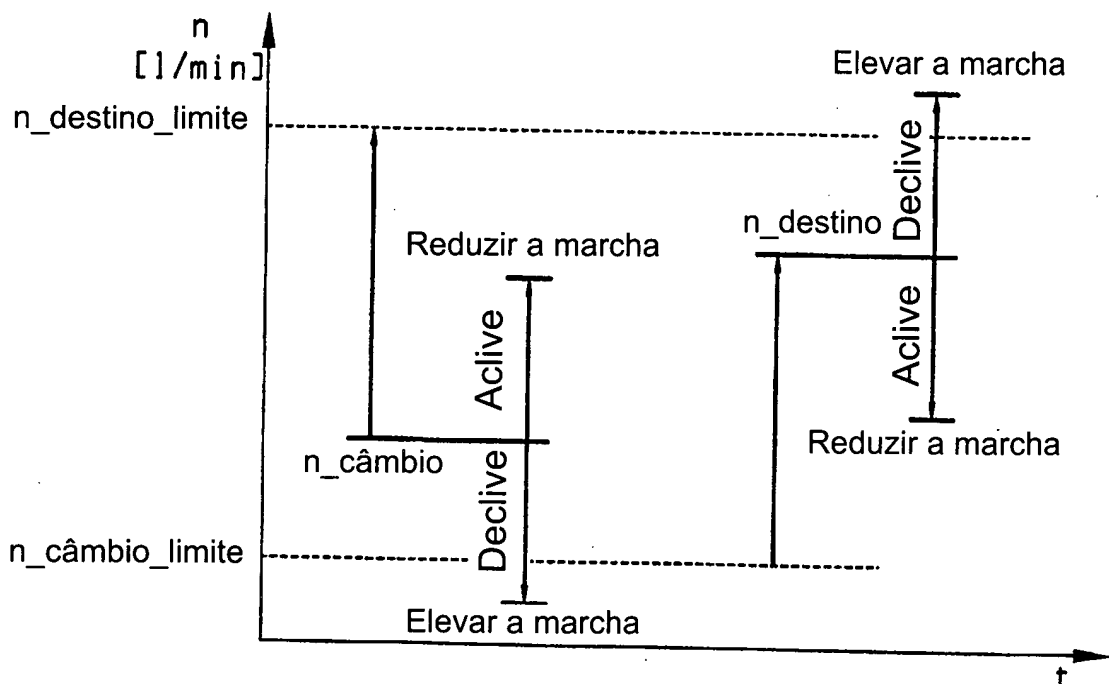 n
[1/min]
Elevar a marcha
n_destino_limite
Declive
n_destino
Reduzir a marcha
Aclive
Aclive
Reduzir a marcha
n_câmbio
Declive
n_câmbio_limite
Elevar a marcha
t